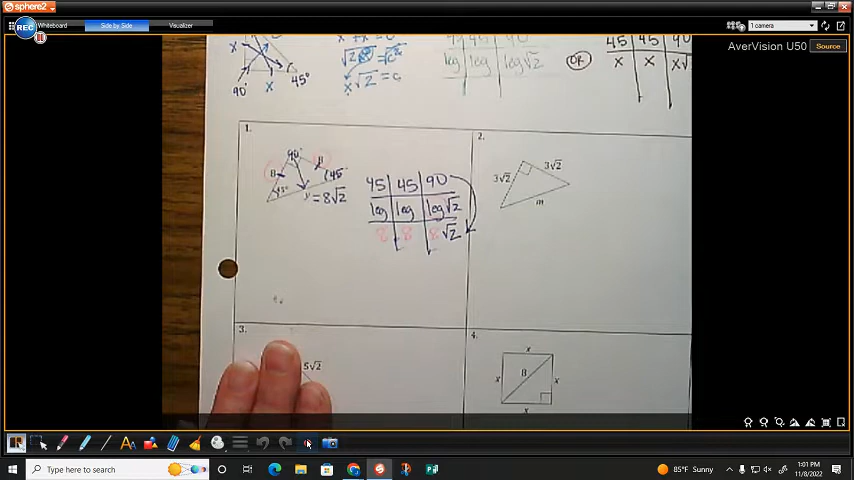 sphere2
REC
Whiteboard
Side by Side
Visualizer
1 camera
AverVision U50
Source
x
90°
x
45°
x√2 = c
45 45 90
leg leg leg√2
OR
45 45 90
x x x√
1.
90°
8
8
45°
45°
y = 8√2
45 45 90
leg leg leg√2
8 8 8√2
2.
3√2
3√2
m
3.
5√2
4.
x
x
8
x
x
Type here to search
85°F Sunny
1:01 PM
11/8/2022